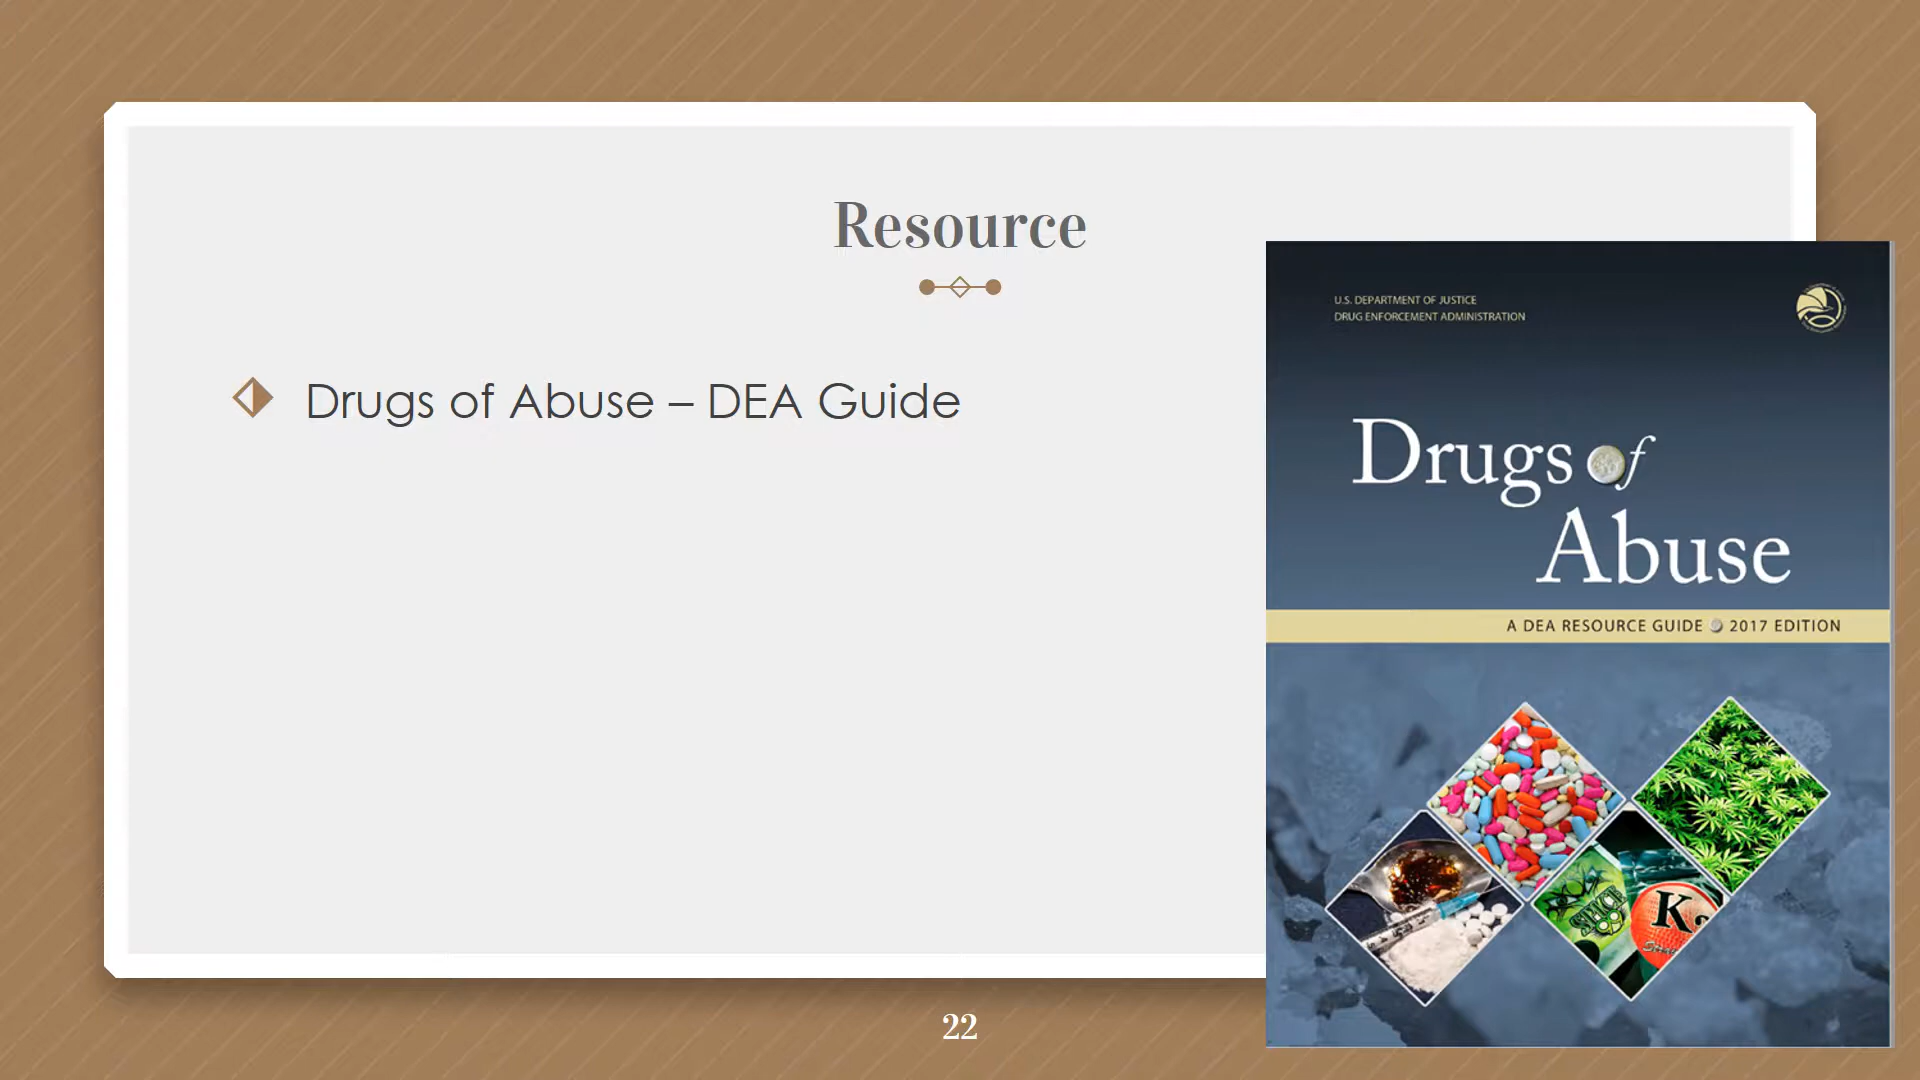 Resource
Drugs of Abuse – DEA Guide
U.S. DEPARTMENT OF JUSTICE
DRUG ENFORCEMENT ADMINISTRATION
Drugs of
Abuse
A DEA RESOURCE GUIDE 2017 EDITION
SPICE
K
22